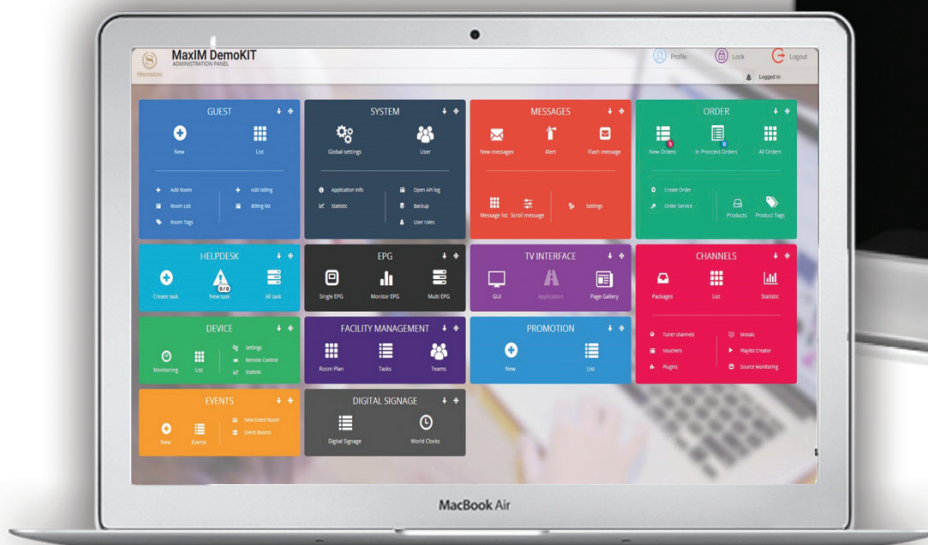 MaxIM DemoKIT
ADMINISTRATION PANEL
Profile
Lock
Logout
Logged in
GUEST
New
List
Add Room
Add billing
Room List
Billing list
Room Tags
SYSTEM
Global settings
User
Application info
Open API log
Statistic
Backup
User roles
MESSAGES
New messages
Alert
Flash message
Message list
Scroll message
Settings
ORDER
New Orders
In Proccess Orders
All Orders
Create Order
Order Service
Products
Product Tags
HELPDESK
Create task
0/0
New task
All task
EPG
Single EPG
Monitor EPG
Multi EPG
TV INTERFACE
GUI
Application
Page Gallery
CHANNELS
Packages
List
Statistic
Tuner channels
Mosaic
Vouchers
Playlist Creator
Plugins
Source Monitoring
DEVICE
Monitoring
List
Settings
Remote Control
Statistic
FACILITY MANAGEMENT
Room Plan
Tasks
Teams
PROMOTION
New
List
EVENTS
New
Events
New Event Room
Event Rooms
DIGITAL SIGNAGE
Digital Signage
World Clocks
MacBook Air